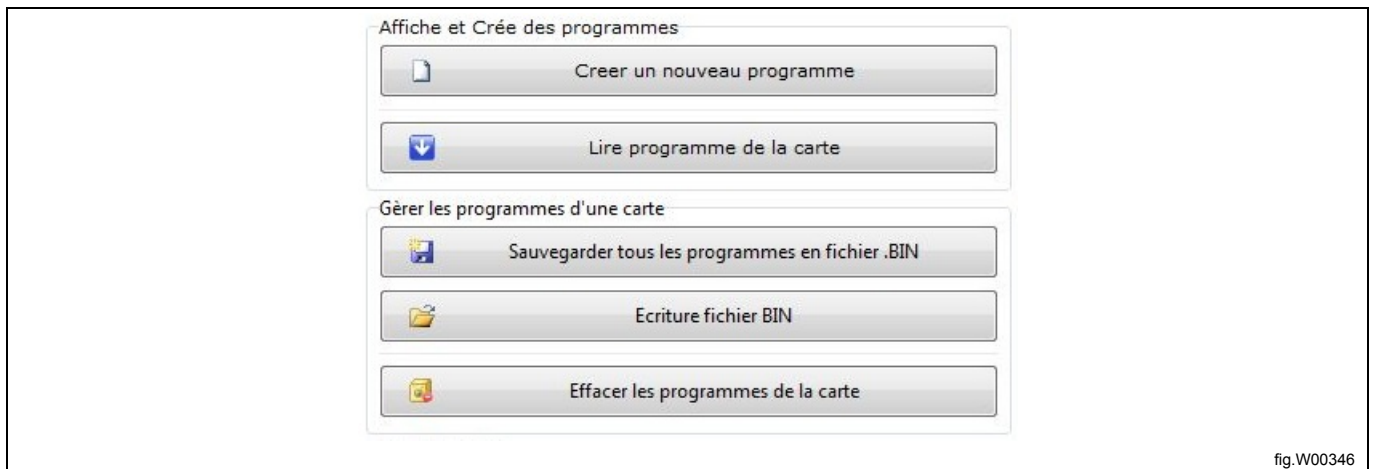 Affiche et Crée des programmes
Creer un nouveau programme
Lire programme de la carte
Gèrer les programmes d'une carte
Sauvegarder tous les programmes en fichier .BIN
Ecriture fichier BIN
Effacer les programmes de la carte
fig.W00346